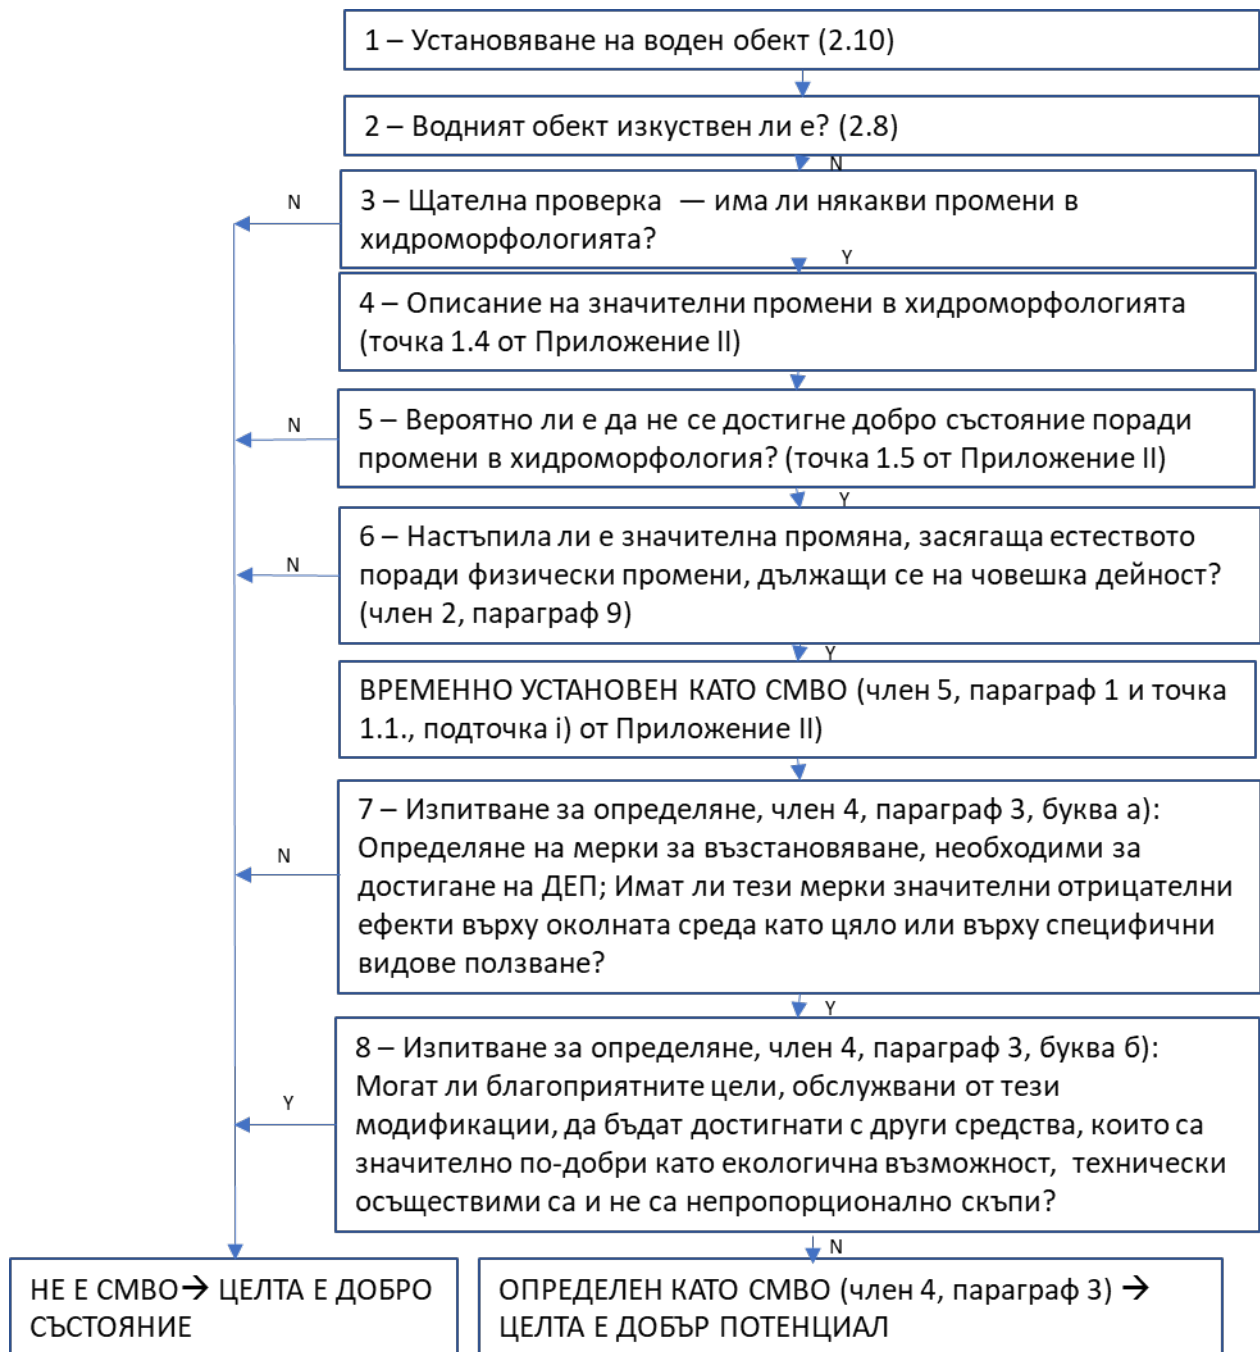 1 – Установяване на воден обект (2.10)
2 – Водният обект изкуствен ли е? (2.8)
N
N
3 – Щателна проверка — има ли някакви промени в
хидроморфологията?
Y
4 – Описание на значителни промени в хидроморфологията
(точка 1.4 от Приложение II)
N
5 – Вероятно ли е да не се достигне добро състояние поради
промени в хидроморфология? (точка 1.5 от Приложение II)
Y
N
6 – Настъпила ли е значителна промяна, засягаща естеството
поради физически промени, дължащи се на човешка дейност?
(член 2, параграф 9)
Y
ВРЕМЕННО УСТАНОВЕН КАТО СМВО (член 5, параграф 1 и точка
1.1., подточка i) от Приложение II)
N
7 – Изпитване за определяне, член 4, параграф 3, буква а):
Определяне на мерки за възстановяване, необходими за
достигане на ДЕП; Имат ли тези мерки значителни отрицателни
ефекти върху околната среда като цяло или върху специфични
видове ползване?
Y
Y
8 – Изпитване за определяне, член 4, параграф 3, буква б):
Могат ли благоприятните цели, обслужвани от тези
модификации, да бъдат достигнати с други средства, които са
значително по-добри като екологична възможност, технически
осъществими са и не са непропорционално скъпи?
N
НЕ Е СМВО→ ЦЕЛТА Е ДОБРО
СЪСТОЯНИЕ
ОПРЕДЕЛЕН КАТО СМВО (член 4, параграф 3) →
ЦЕЛТА Е ДОБЪР ПОТЕНЦИАЛ